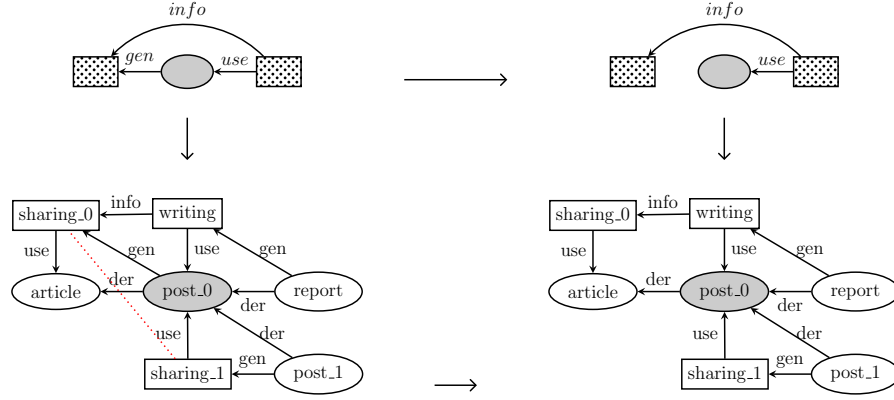 info
info
gen
use
use
sharing_0
info
writing
sharing_0
info
writing
use
gen
use
gen
use
use
gen
article
der
post_0
der
report
article
der
post_0
der
report
use
der
use
der
sharing_1
gen
post_1
sharing_1
gen
post_1